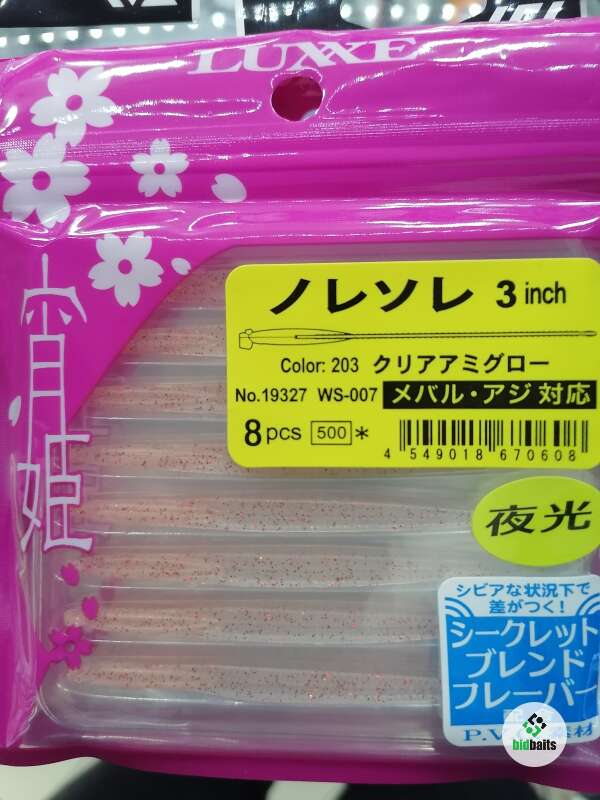 LUXXE
宵姫
ノレソレ 3 inch
Color: 203 クリアアミグロー
No.19327 WS-007 メバル・アジ 対応
8pcs 500*
4 549018 670608
夜光
シビアな状況下で
差がつく!
シークレット
ブレンド
フレーバー
P.V.
素材
bidbaits